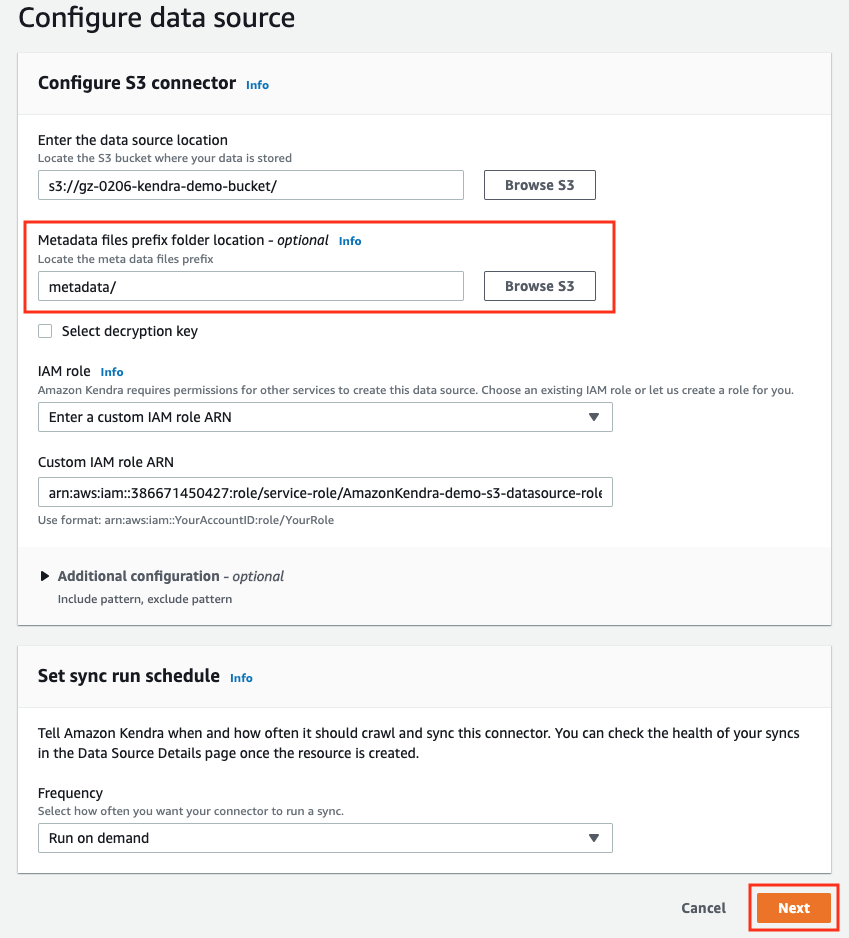 Configure data source
Configure S3 connector Info
Enter the data source location
Locate the S3 bucket where your data is stored
s3://gz-0206-kendra-demo-bucket/ Browse S3
Metadata files prefix folder location - optional Info
Locate the meta data files prefix
metadata/ Browse S3
Select decryption key
IAM role Info
Amazon Kendra requires permissions for other services to create this data source. Choose an existing IAM role or let us create a role for you.
Enter a custom IAM role ARN
Custom IAM role ARN
arn:aws:iam::386671450427:role/service-role/AmazonKendra-demo-s3-datasource-role
Use format: arn:aws:iam::YourAccountID:role/YourRole
Additional configuration - optional
Include pattern, exclude pattern
Set sync run schedule Info
Tell Amazon Kendra when and how often it should crawl and sync this connector. You can check the health of your syncs
in the Data Source Details page once the resource is created.
Frequency
Select how often you want your connector to run a sync.
Run on demand
Cancel Next